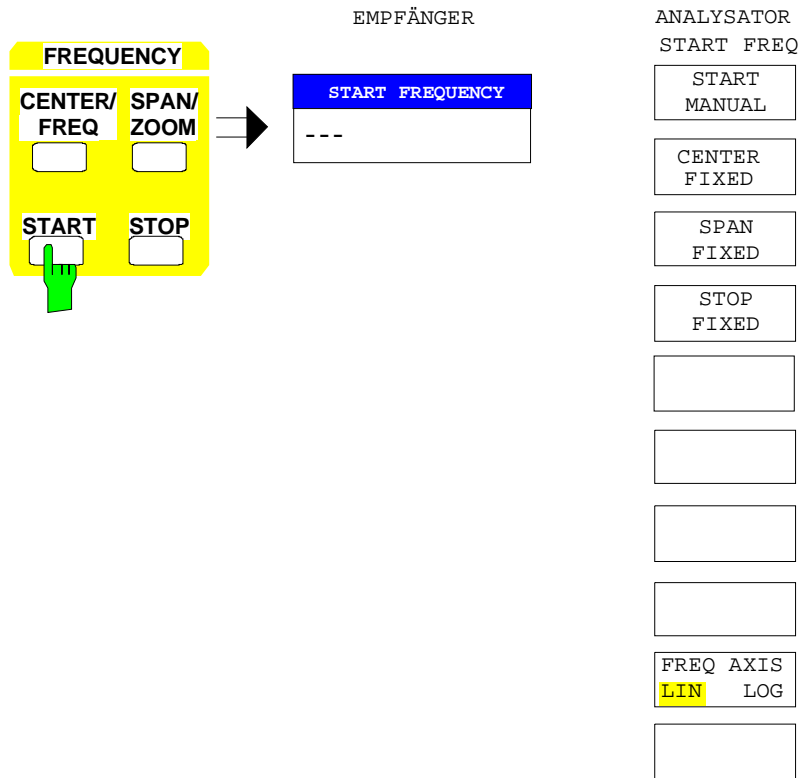 EMPFÄNGER
ANALYSATOR
START FREQ
FREQUENCY
CENTER/
FREQ
SPAN/
ZOOM
START
STOP
START FREQUENCY
---
START
MANUAL
CENTER
FIXED
SPAN
FIXED
STOP
FIXED
FREQ AXIS
LIN LOG